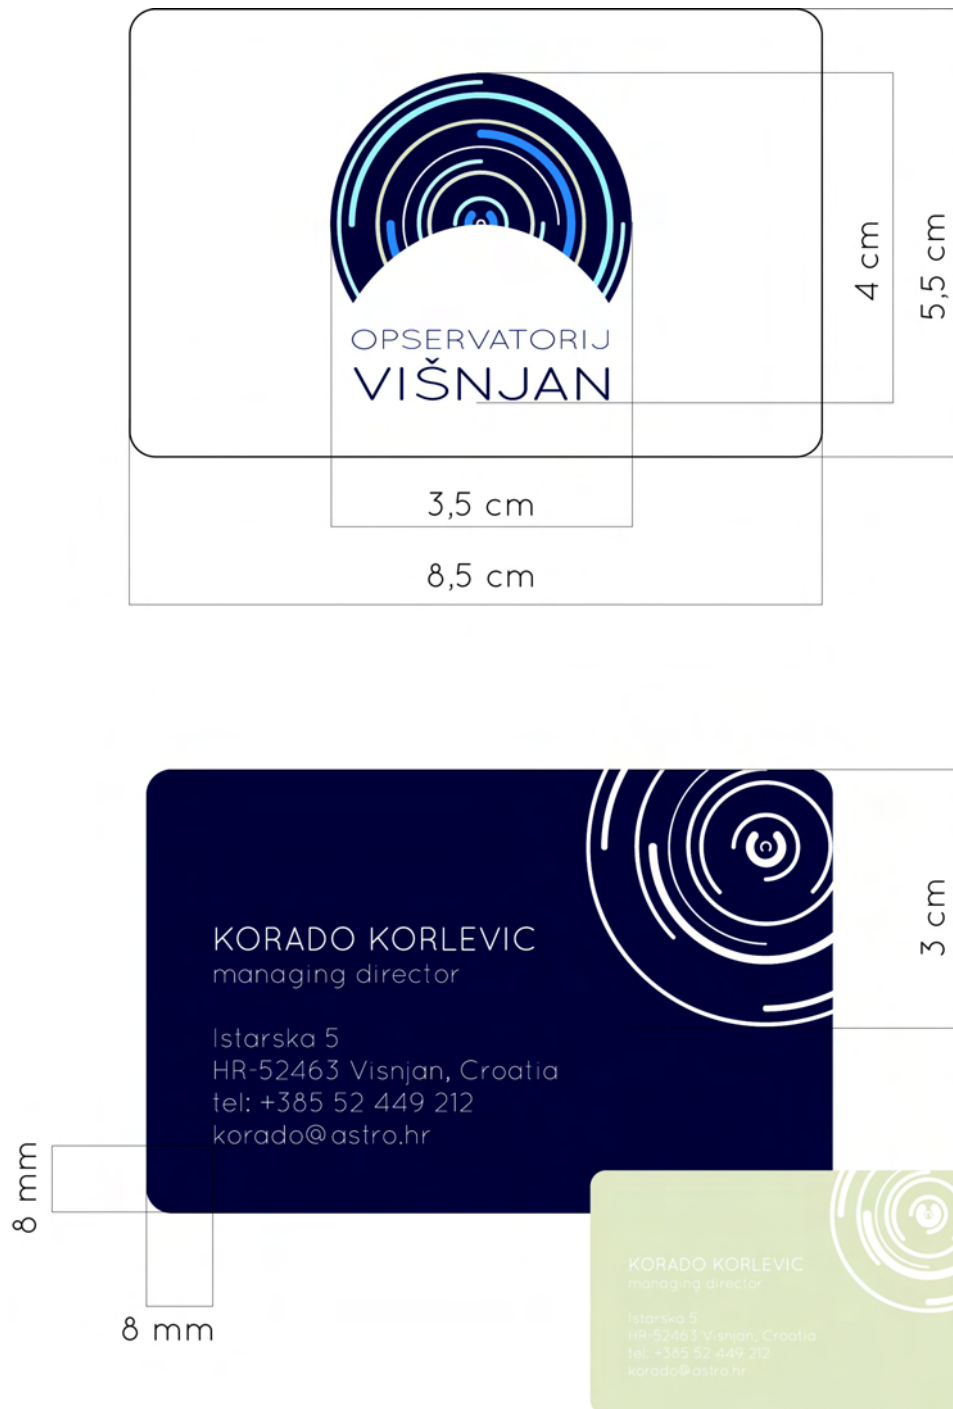 OPSERVATORIJ
VIŠNJAN
4 cm
5,5 cm
3,5 cm
8,5 cm
KORADO KORLEVIC
managing director
Istarska 5
HR-52463 Visnjan, Croatia
tel: +385 52 449 212
korado@astro.hr
3 cm
8 mm
8 mm
KORADO KORLEVIC
managing director
Istarska 5
HR-52463 Visnjan, Croatia
tel: +385 52 449 212
korado@astro.hr